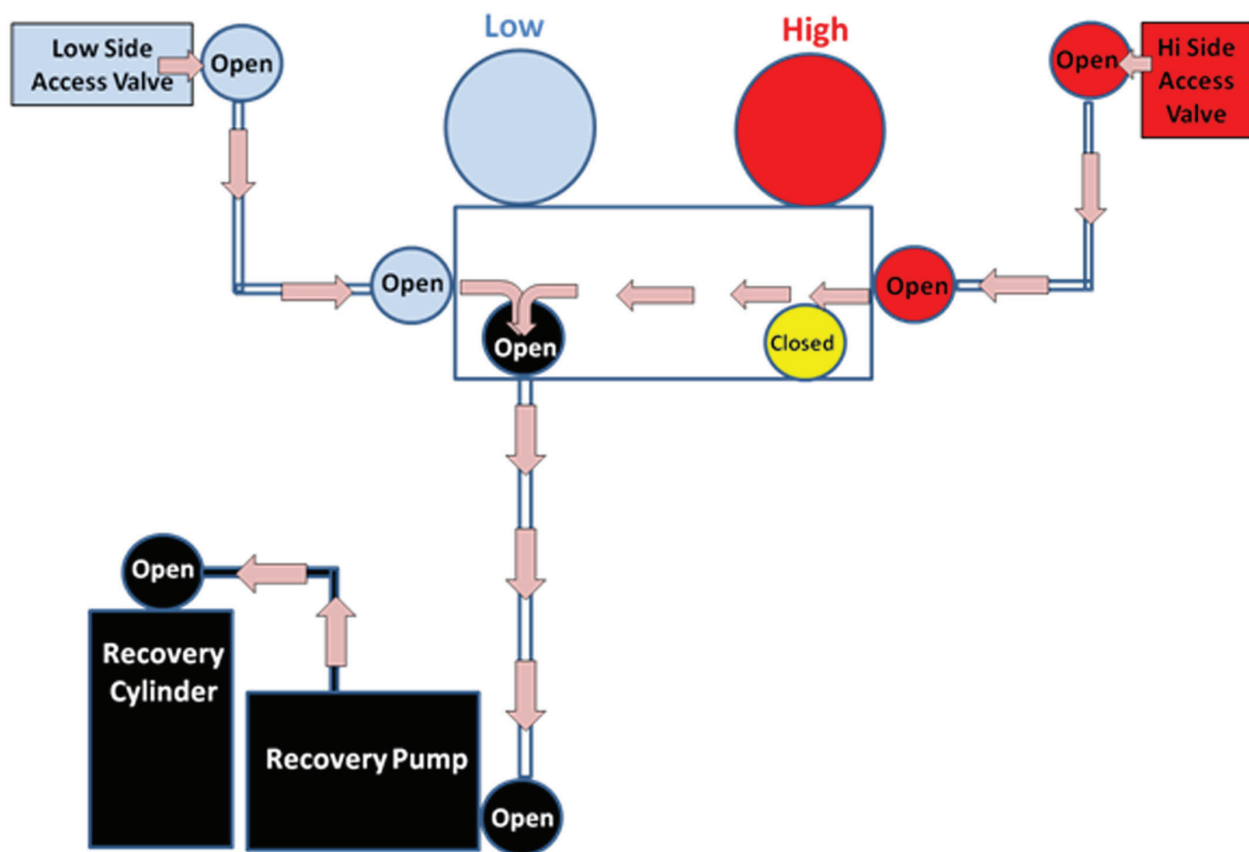 Low Side
Access Valve
Open
Low
High
Open
Hi Side
Access
Valve
Open
Open
Open
Closed
Open
Recovery
Cylinder
Recovery Pump
Open